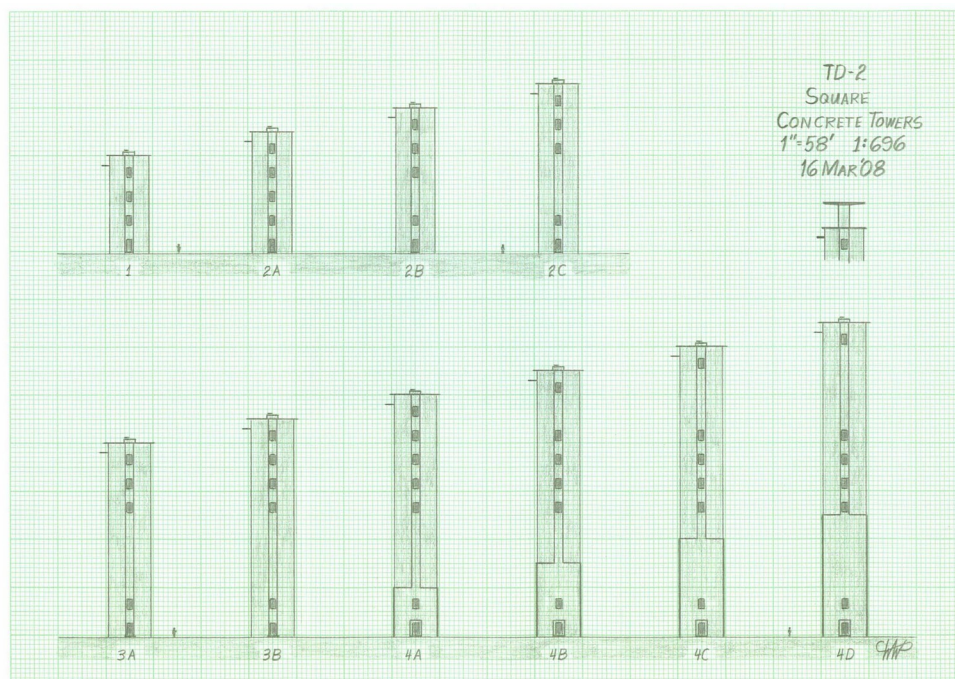 TD-2
SQUARE
CONCRETE TOWERS
1"=58' 1:696
16 MAR '08
1 2A 2B 2C
3A 3B 4A 4B 4C 4D